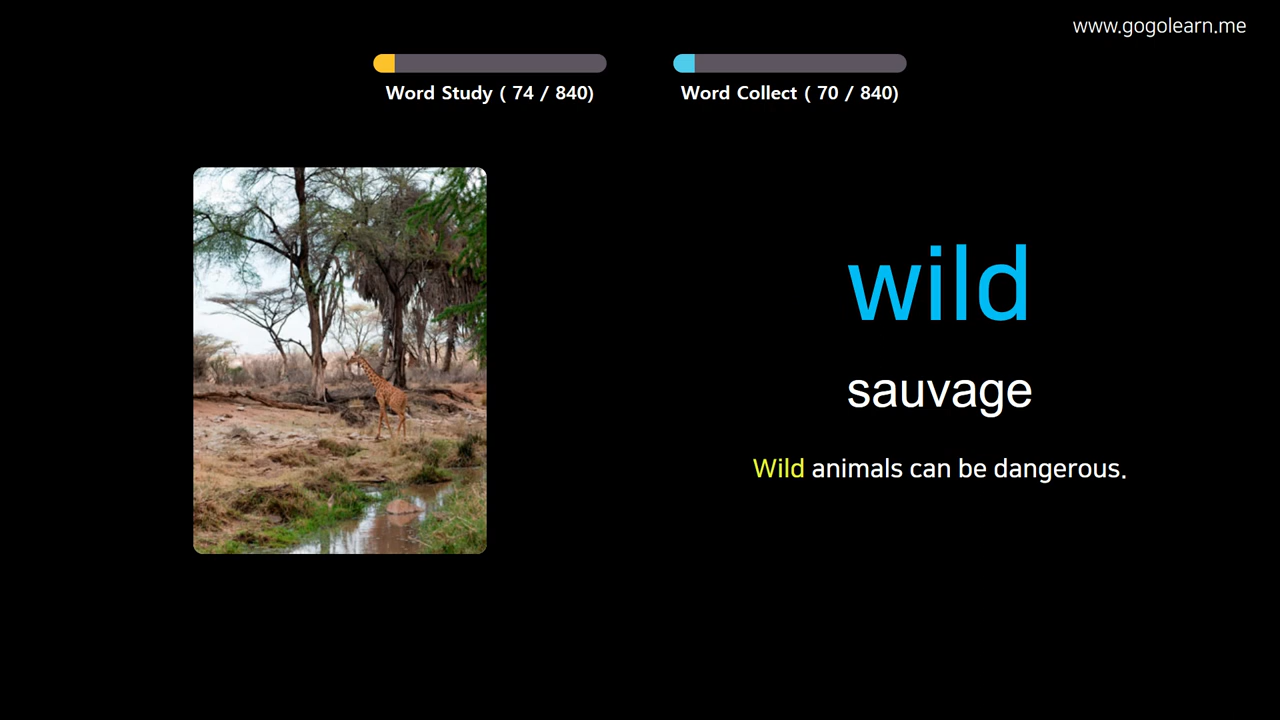 www.gogolearn.me
Word Study ( 74 / 840)
Word Collect ( 70 / 840)
wild
sauvage
Wild animals can be dangerous.